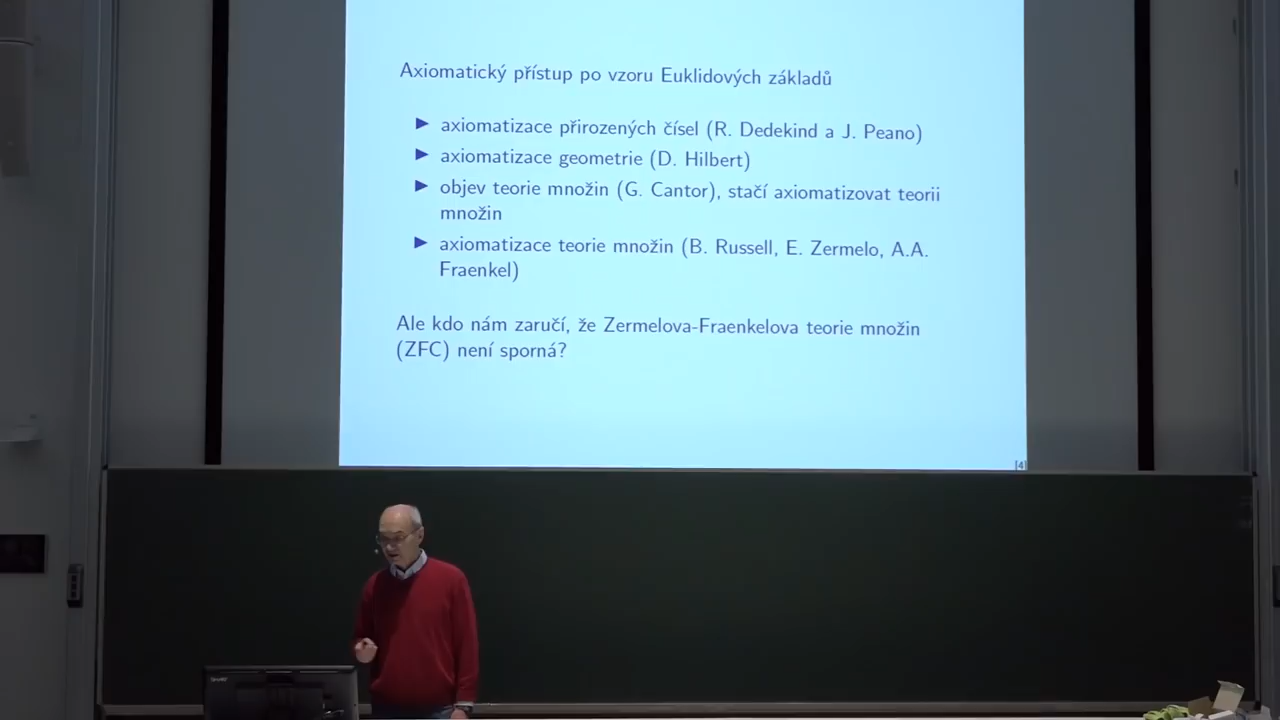 Axiomatický přístup po vzoru Euklidových základů
axiomatizace přirozených čísel (R. Dedekind a J. Peano)
axiomatizace geometrie (D. Hilbert)
objev teorie množin (G. Cantor), stačí axiomatizovat teorii
množin
axiomatizace teorie množin (B. Russell, E. Zermelo, A.A.
Fraenkel)
Ale kdo nám zaručí, že Zermelova-Fraenkelova teorie množin
(ZFC) není sporná?
[4]